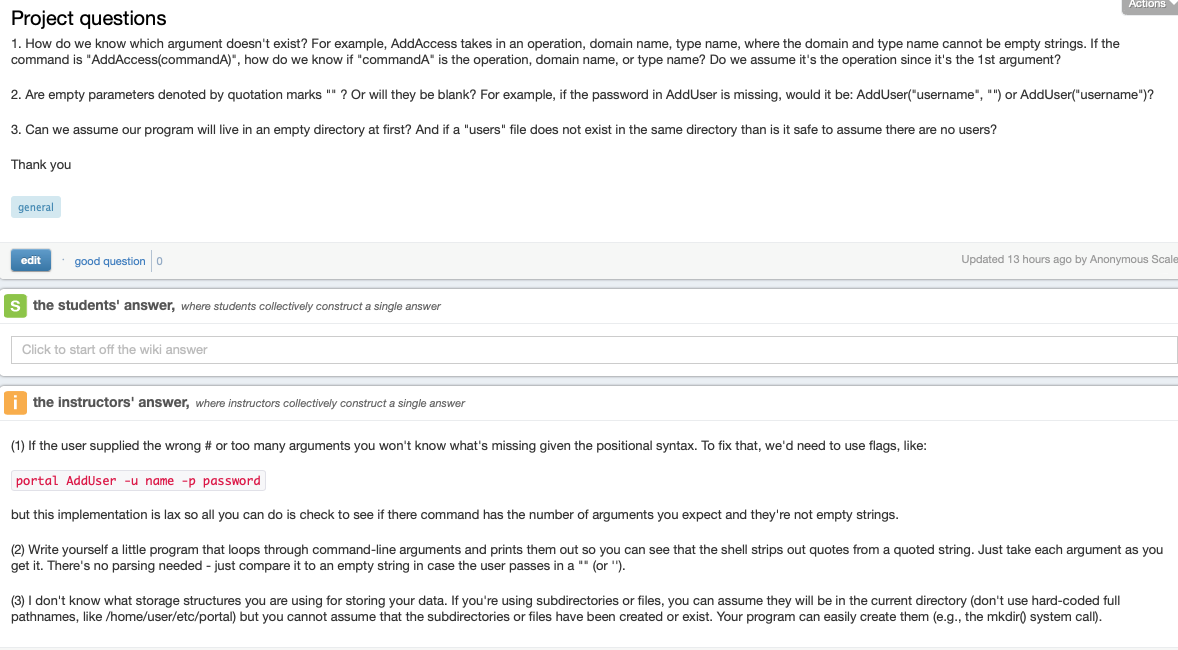 Actions
Project questions
1. How do we know which argument doesn't exist? For example, AddAccess takes in an operation, domain name, type name, where the domain and type name cannot be empty strings. If the
command is "AddAccess(commandA)", how do we know if "commandA" is the operation, domain name, or type name? Do we assume it's the operation since it's the 1st argument?
2. Are empty parameters denoted by quotation marks "" ? Or will they be blank? For example, if the password in AddUser is missing, would it be: AddUser("username", "") or AddUser("username")?
3. Can we assume our program will live in an empty directory at first? And if a "users" file does not exist in the same directory than is it safe to assume there are no users?
Thank you
general
edit · good question 0
Updated 13 hours ago by Anonymous Scale
S the students' answer, where students collectively construct a single answer
Click to start off the wiki answer
i the instructors' answer, where instructors collectively construct a single answer
(1) If the user supplied the wrong # or too many arguments you won't know what's missing given the positional syntax. To fix that, we'd need to use flags, like:
portal AddUser -u name -p password
but this implementation is lax so all you can do is check to see if there command has the number of arguments you expect and they're not empty strings.
(2) Write yourself a little program that loops through command-line arguments and prints them out so you can see that the shell strips out quotes from a quoted string. Just take each argument as you
get it. There's no parsing needed - just compare it to an empty string in case the user passes in a "" (or '').
(3) I don't know what storage structures you are using for storing your data. If you're using subdirectories or files, you can assume they will be in the current directory (don't use hard-coded full
pathnames, like /home/user/etc/portal) but you cannot assume that the subdirectories or files have been created or exist. Your program can easily create them (e.g., the mkdir() system call).